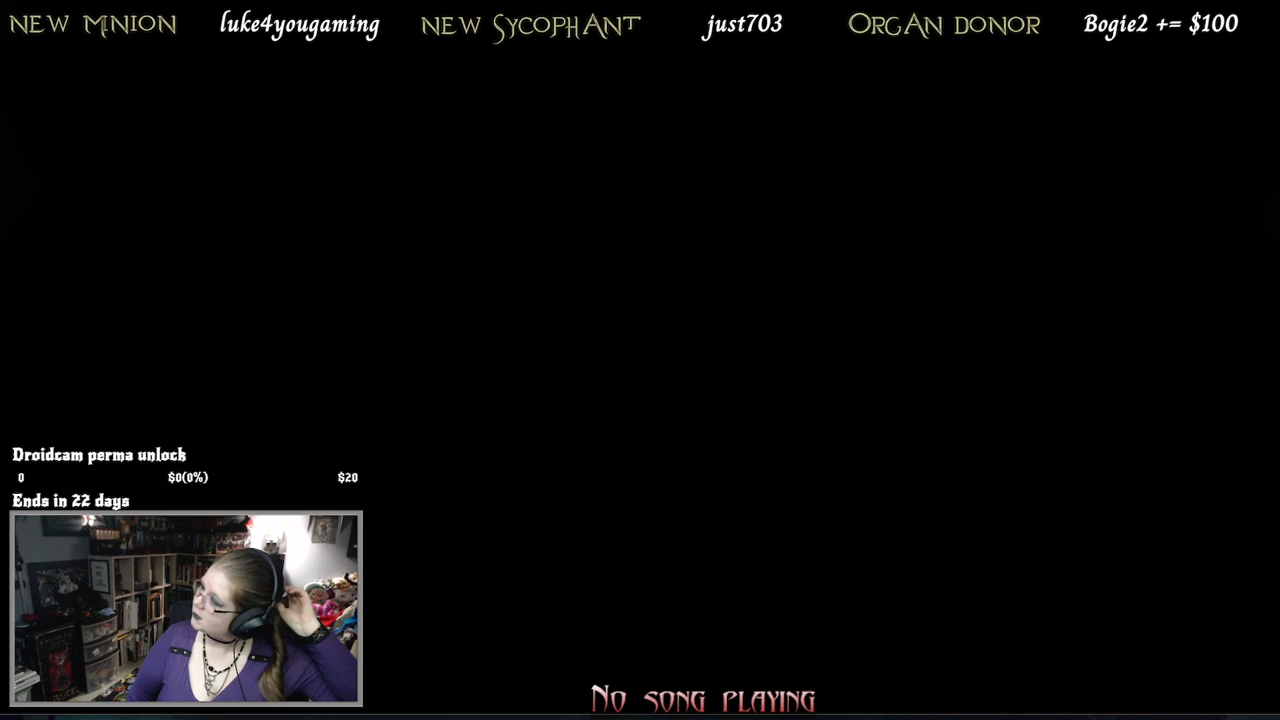 NEW MINION luke4yougaming NEW SYCOPHANT just703 ORGAN DONOR Bogie2 += $100
Droidcam perma unlock
0 $0(0%) $20
Ends in 22 days
No song playing